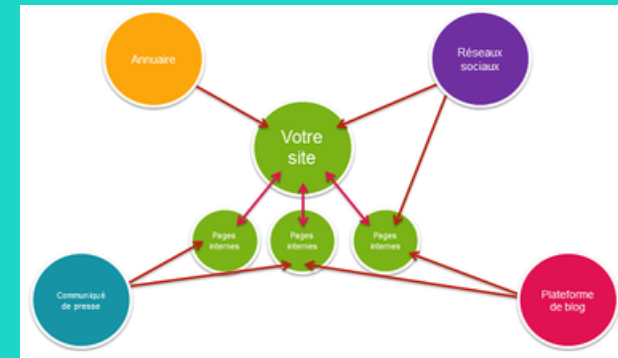 Annuaire
Réseaux
sociaux
Votre
site
Pages
internes
Pages
internes
Pages
internes
Communiqué
de presse
Plateforme
de blog